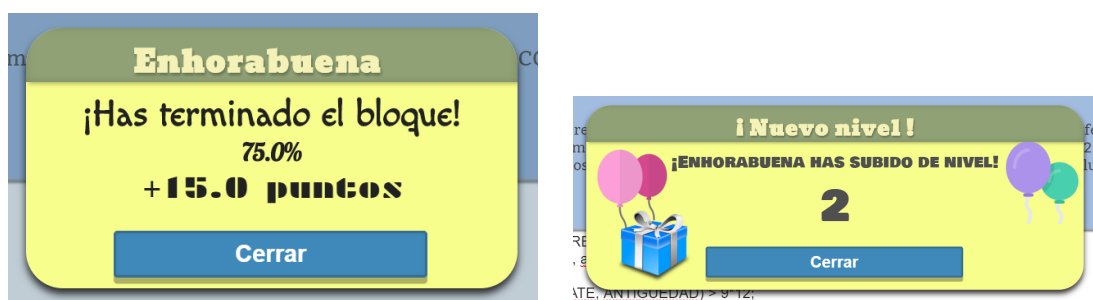 Enhorabuena
¡Has terminado el bloque!
75.0%
+15.0 puntos
Cerrar
¡ Nuevo nivel !
¡ENHORABUENA HAS SUBIDO DE NIVEL!
2
Cerrar
ATE, ANTIGUEDAD) > 9*12;